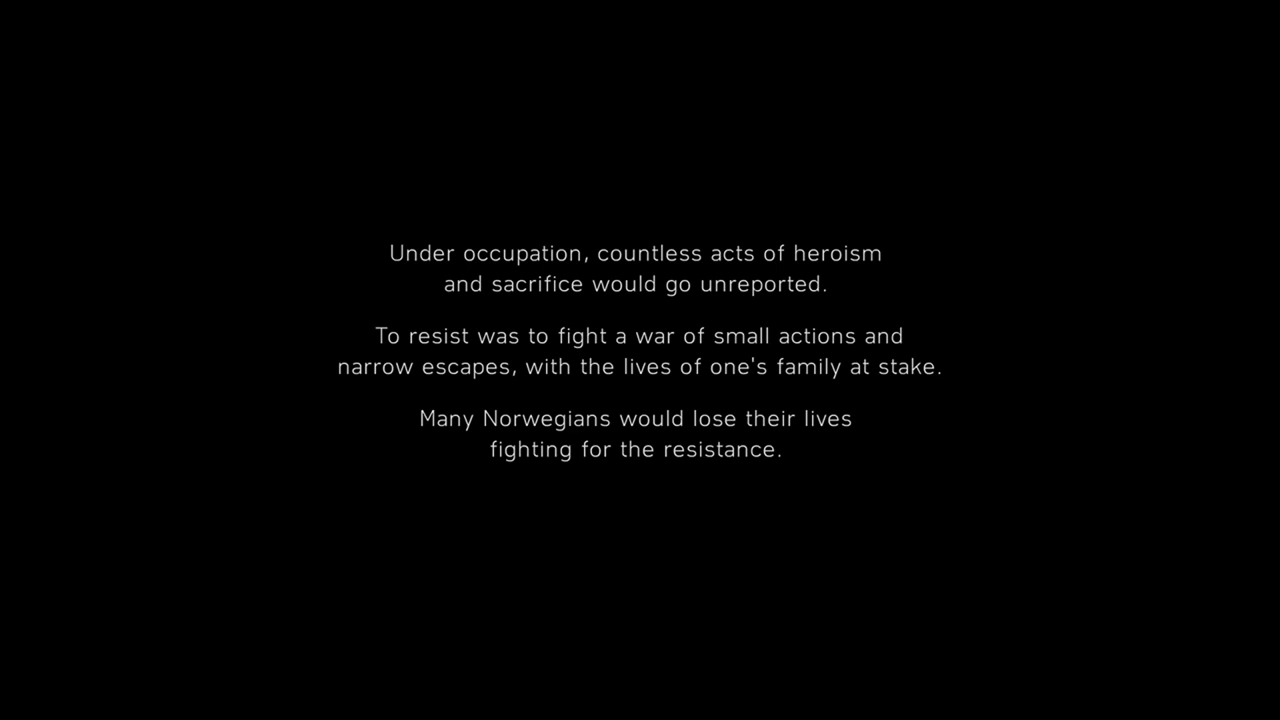 Under occupation, countless acts of heroism
and sacrifice would go unreported.
To resist was to fight a war of small actions and
narrow escapes, with the lives of one's family at stake.
Many Norwegians would lose their lives
fighting for the resistance.